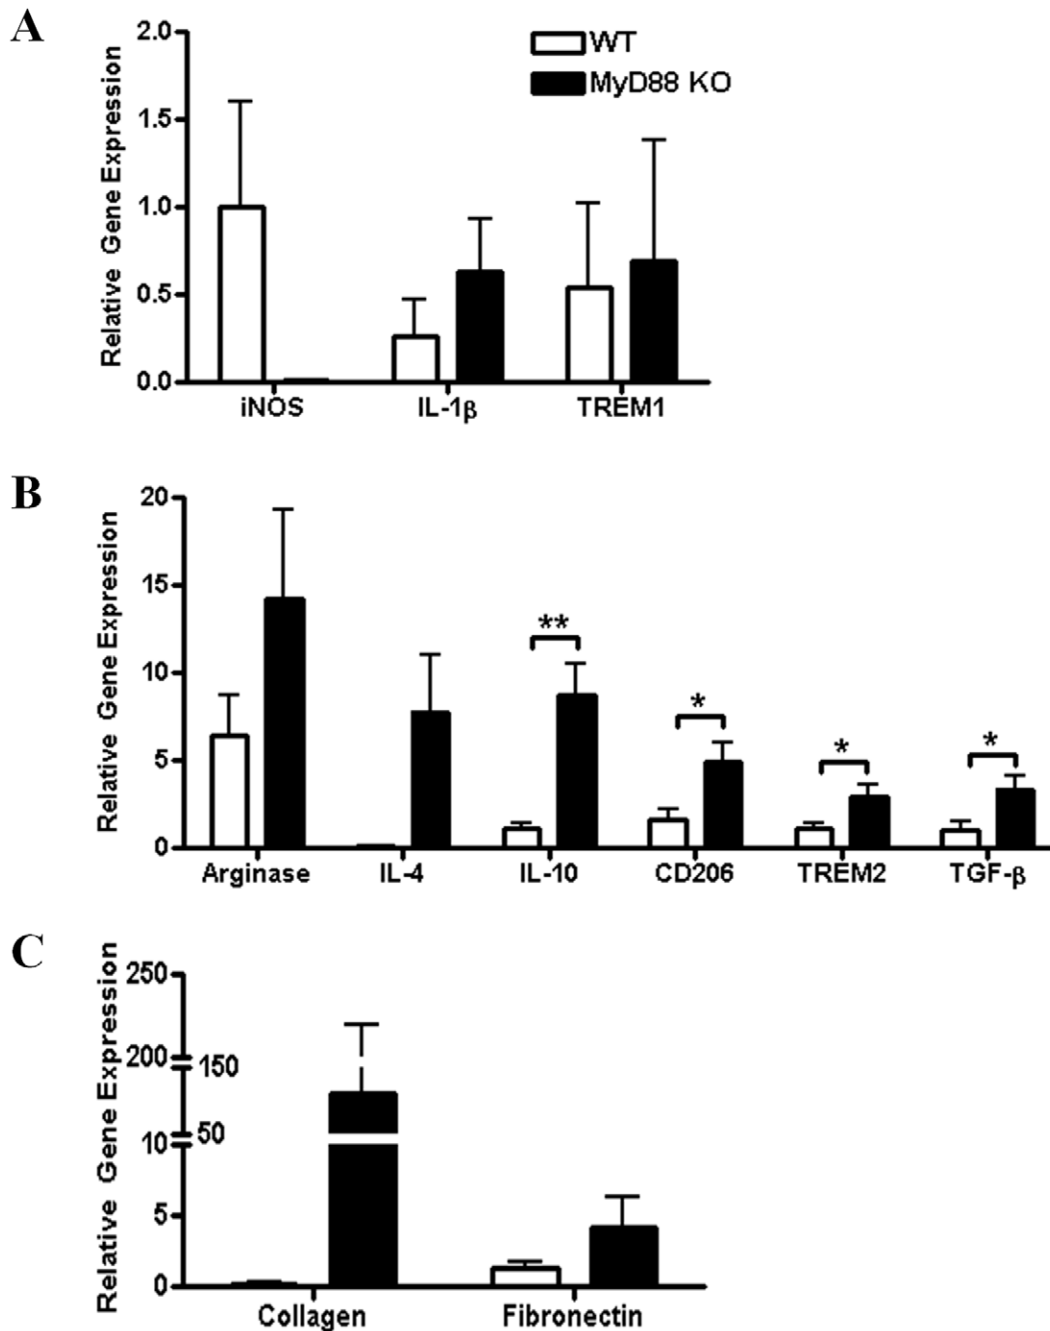 A
Relative Gene Expression
2.0
1.5
1.0
0.5
0.0
WT
MyD88 KO
iNOS IL-1β TREM1
B
Relative Gene Expression
20
15
10
5
0
** * * *
Arginase IL-4 IL-10 CD206 TREM2 TGF-β
C
Relative Gene Expression
250
200
150
50
10
5
0
Collagen Fibronectin